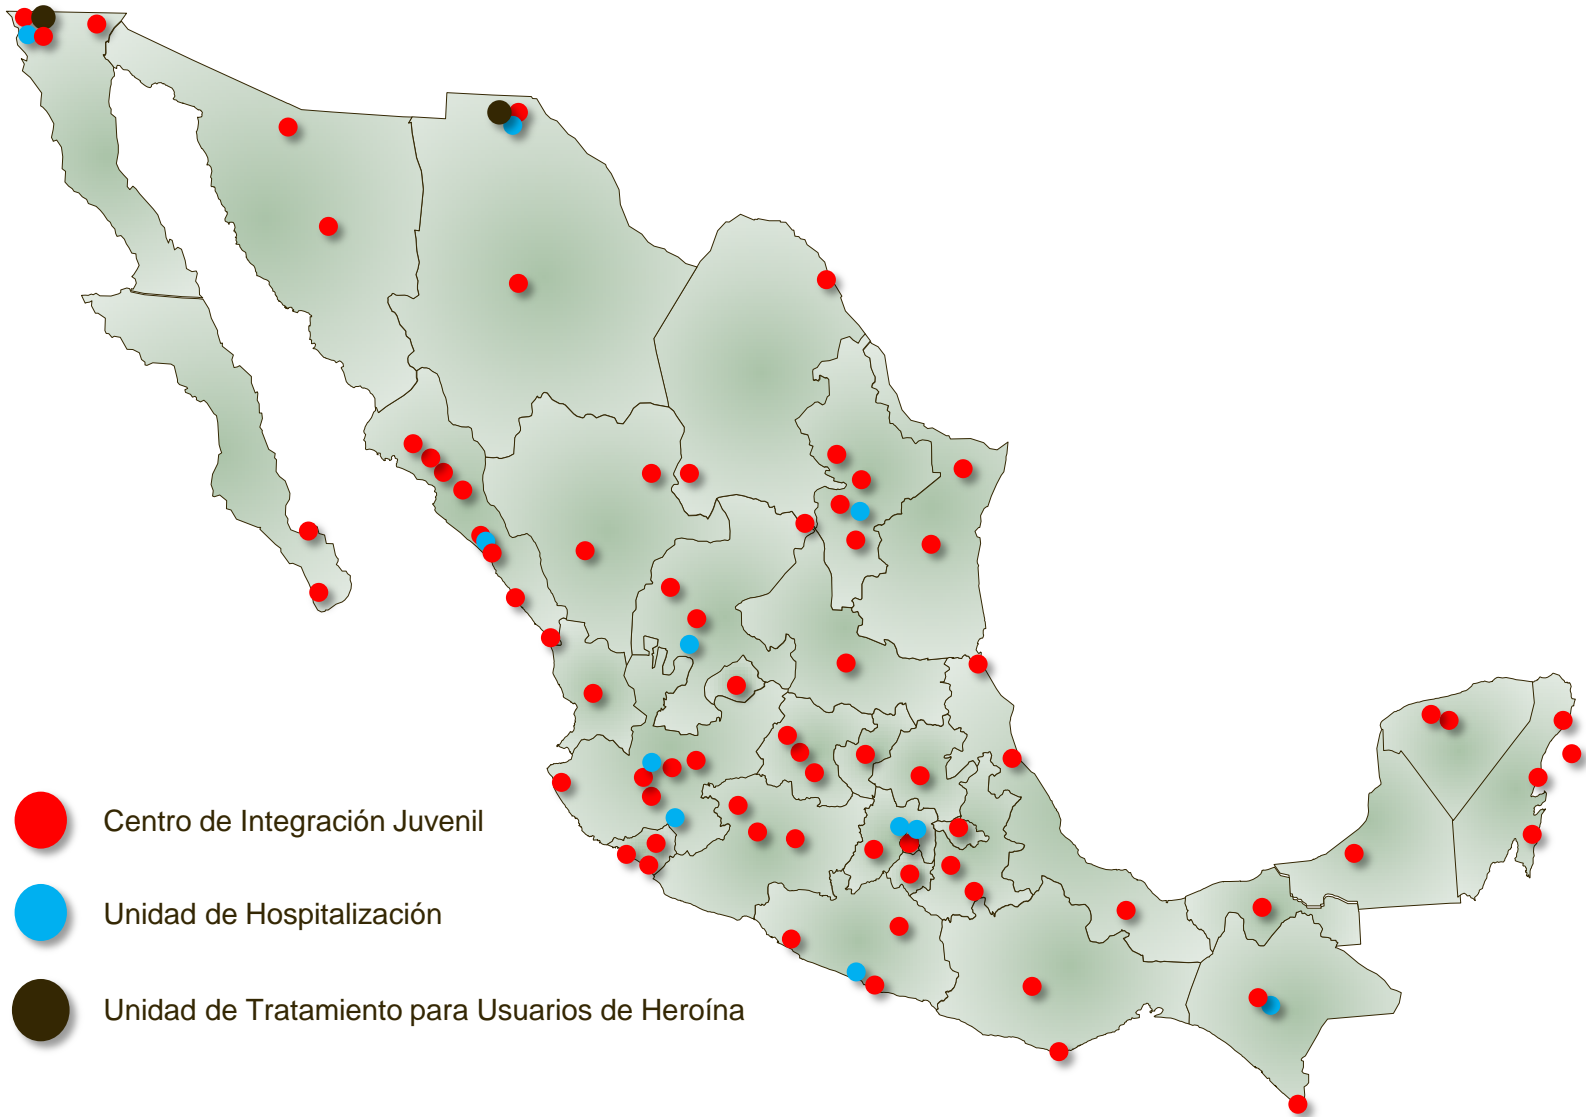 Centro de Integración Juvenil
Unidad de Hospitalización
Unidad de Tratamiento para Usuarios de Heroína